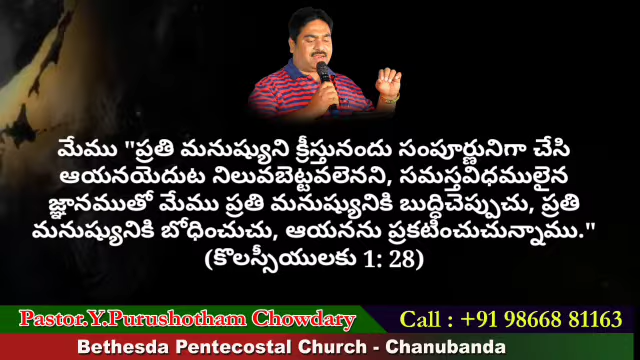 మేము "ప్రతి మనుష్యుని క్రీస్తునందు సంపూర్ణునిగా చేసి
ఆయనయెదుట నిలువబెట్టవలెనని, సమస్తవిధములైన
జ్ఞానముతో మేము ప్రతి మనుష్యునికి బుద్ధిచెప్పుచు, ప్రతి
మనుష్యునికి బోధించుచు, ఆయనను ప్రకటించుచున్నాము."
(కొలస్సీయులకు 1: 28)
Pastor.Y.Purushotham Chowdary
Call : +91 98668 81163
Bethesda Pentecostal Church - Chanubanda